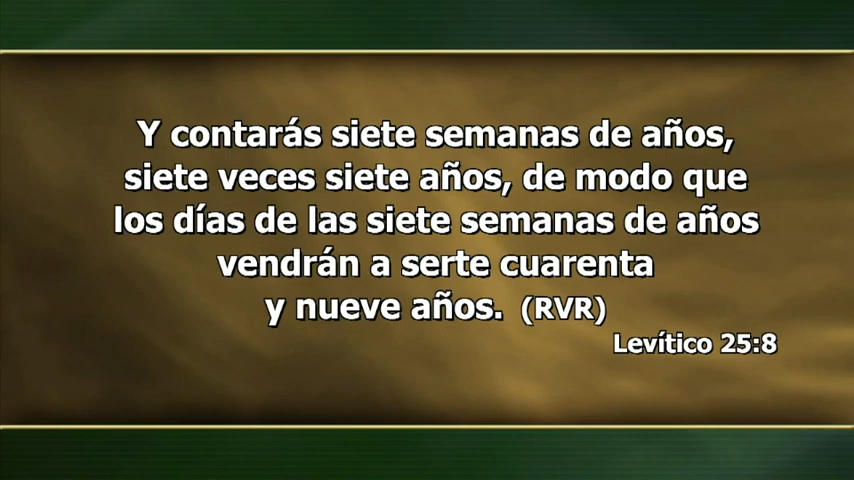 Y contarás siete semanas de años,
siete veces siete años, de modo que
los días de las siete semanas de años
vendrán a serte cuarenta
y nueve años. (RVR)
Levítico 25:8